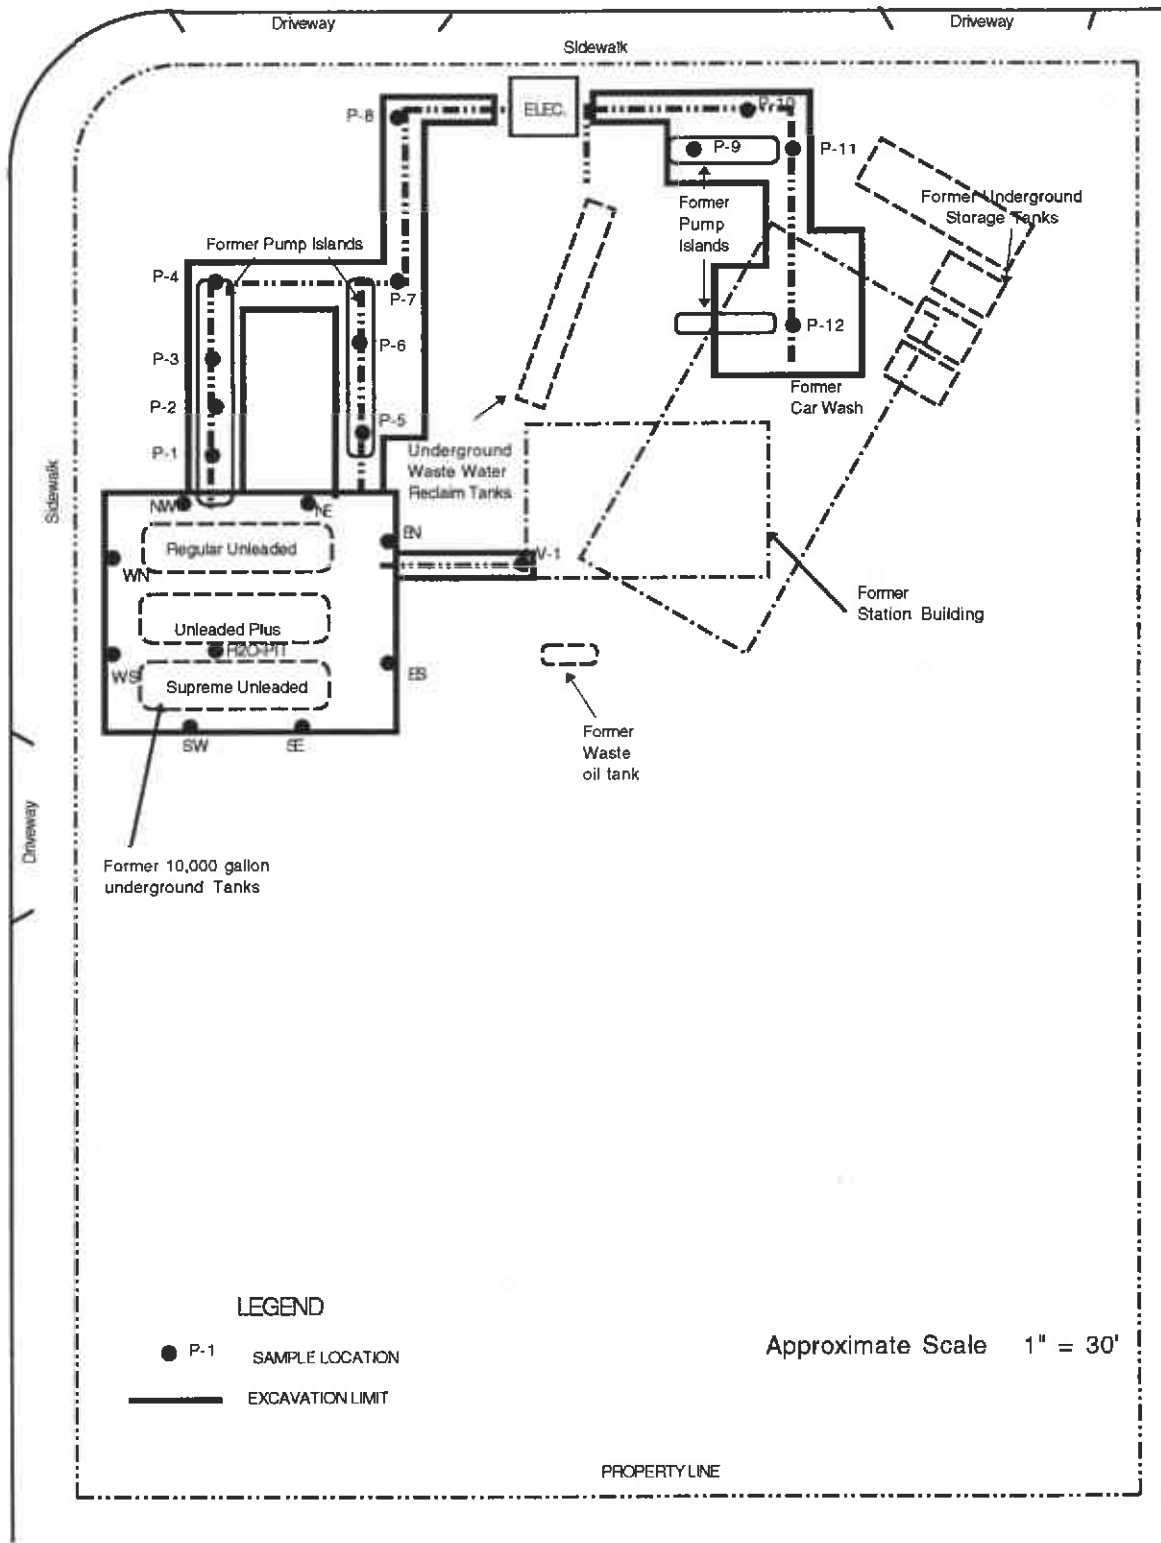 Driveway
Driveway
Sidewalk
P-8
ELEC.
P-10
P-9
P-11
Former Underground
Storage Tanks
Former
Pump
Islands
Former Pump Islands
P-4
P-7
P-12
P-6
P-3
Former
Car Wash
P-2
P-5
P-1
Underground
Waste Water
Reclaim Tanks
Sidewalk
NW
NE
EN
Regular Unleaded
V-1
WN
Former
Station Building
Unleaded Plus
H2O-PIT
WS
ES
Supreme Unleaded
SW
SE
Former
Waste
oil tank
Driveway
Former 10,000 gallon
underground Tanks
LEGEND
P-1 SAMPLE LOCATION
EXCAVATION LIMIT
Approximate Scale 1" = 30'
PROPERTY LINE